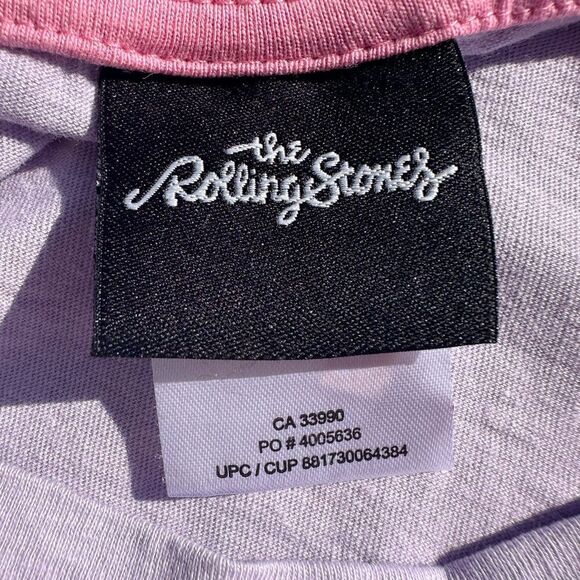 the
Rolling Stones
CA 33990
PO # 4005636
UPC / CUP 881730064384